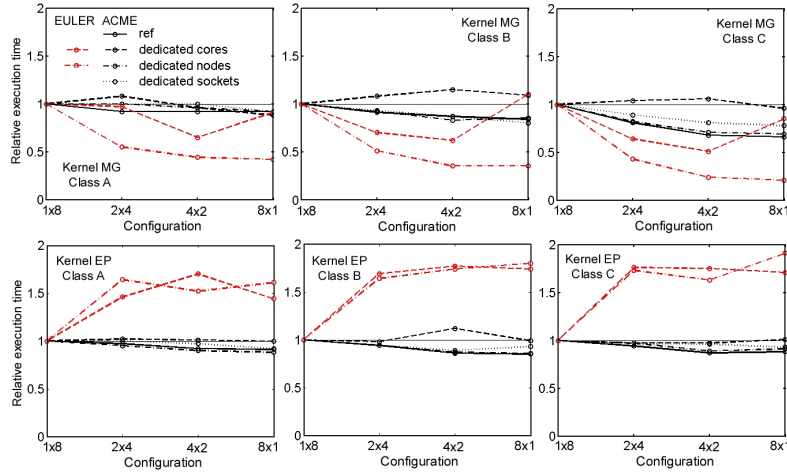 2
1.5
1
0.5
0
Relative execution time
EULER ACME
ref
dedicated cores
dedicated nodes
dedicated sockets
Kernel MG
Class A
1x8 2x4 4x2 8x1
Configuration
2
1.5
1
0.5
0
Kernel MG
Class B
1x8 2x4 4x2 8x1
Configuration
2
1.5
1
0.5
0
Kernel MG
Class C
1x8 2x4 4x2 8x1
Configuration
2
1.5
1
0.5
0
Relative execution time
Kernel EP
Class A
1x8 2x4 4x2 8x1
Configuration
2
1.5
1
0.5
0
Kernel EP
Class B
1x8 2x4 4x2 8x1
Configuration
2
1.5
1
0.5
0
Kernel EP
Class C
1x8 2x4 4x2 8x1
Configuration